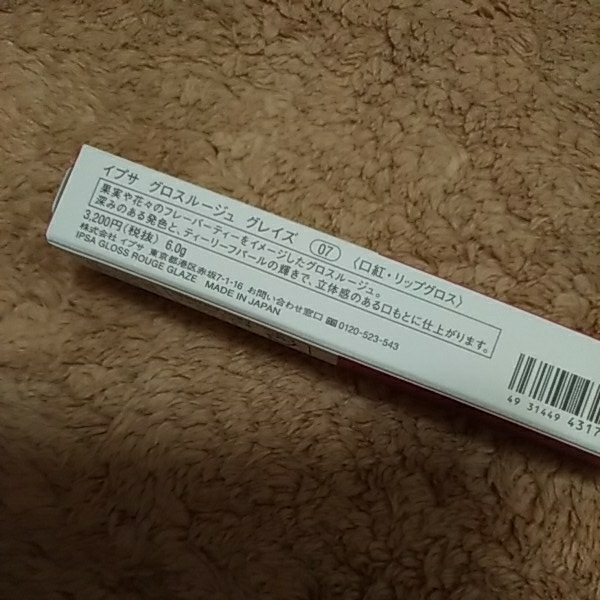 イプサ グロスルージュ グレイズ 07 〈口紅・リップグロス〉
果実や花々のフレーバーティーをイメージしたグロスルージュ。
深みのある発色と、ティーリーフパールの輝きで、立体感のある口もとに仕上がります。
3,200円(税抜) 6.0g
株式会社 イプサ 東京都港区赤坂7-1-16 お問い合わせ窓口 0120-523-543
IPSA GLOSS ROUGE GLAZE MADE IN JAPAN
49 31449 4317